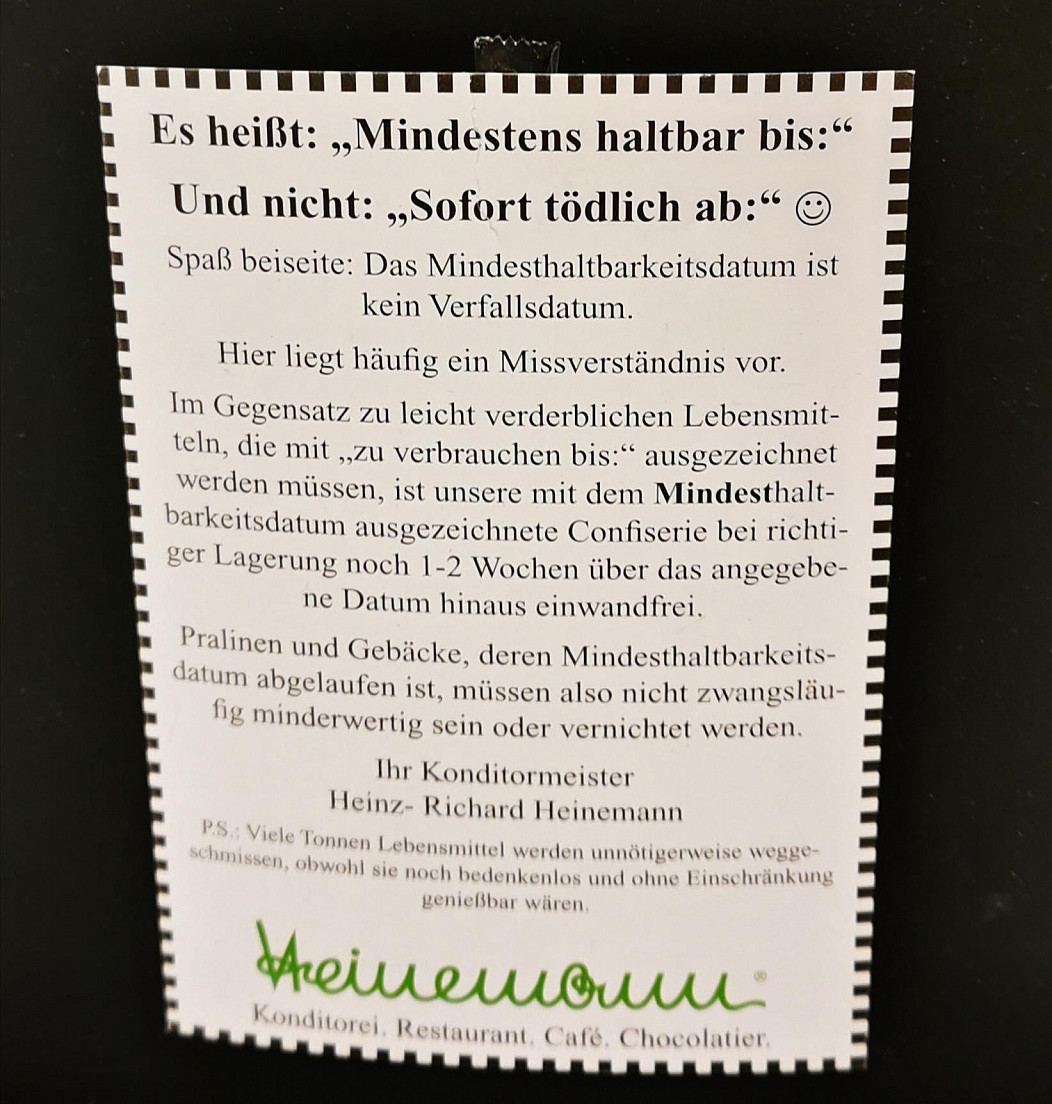 Es heißt: „Mindestens haltbar bis:“
Und nicht: „Sofort tödlich ab:“ ☺
Spaß beiseite: Das Mindesthaltbarkeitsdatum ist
kein Verfallsdatum.
Hier liegt häufig ein Missverständnis vor.
Im Gegensatz zu leicht verderblichen Lebensmit-
teln, die mit „zu verbrauchen bis:“ ausgezeichnet
werden müssen, ist unsere mit dem Mindesthalt-
barkeitsdatum ausgezeichnete Confiserie bei richti-
ger Lagerung noch 1-2 Wochen über das angegebe-
ne Datum hinaus einwandfrei.
Pralinen und Gebäcke, deren Mindesthaltbarkeits-
datum abgelaufen ist, müssen also nicht zwangsläu-
fig minderwertig sein oder vernichtet werden.
Ihr Konditormeister
Heinz- Richard Heinemann
P.S.: Viele Tonnen Lebensmittel werden unnötigerweise wegge-
schmissen, obwohl sie noch bedenkenlos und ohne Einschränkung
genießbar wären.
Heinemann®
Konditorei. Restaurant. Café. Chocolatier.